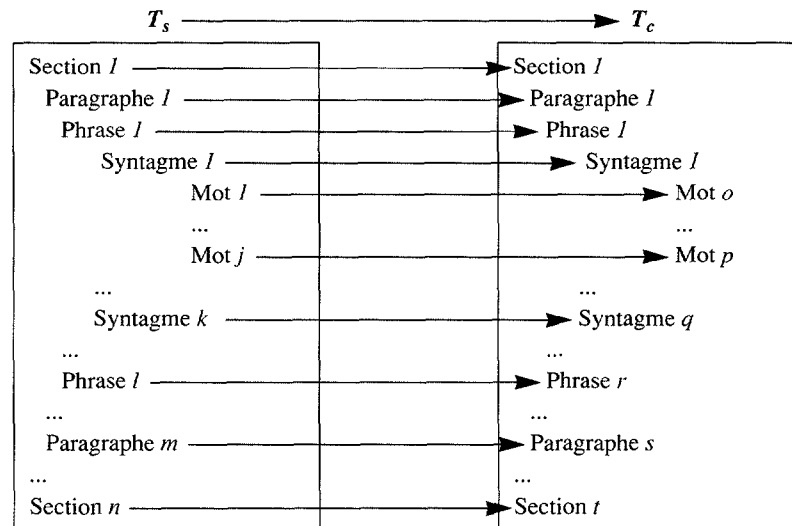 T_s T_c
Section 1 Section 1
Paragraphe 1 Paragraphe 1
Phrase 1 Phrase 1
Syntagme 1 Syntagme 1
Mot 1 Mot o
... ...
Mot j Mot p
... ...
Syntagme k Syntagme q
... ...
Phrase l Phrase r
... ...
Paragraphe m Paragraphe s
... ...
Section n Section t